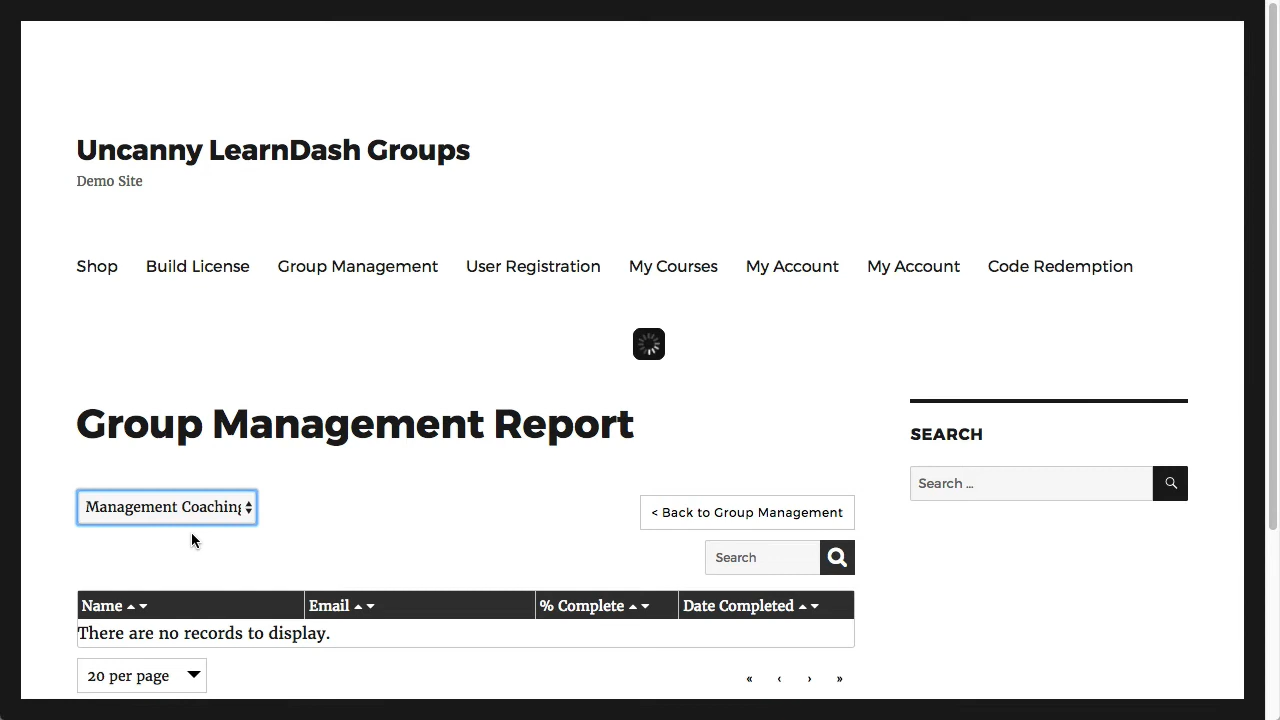 Uncanny LearnDash Groups
Demo Site
Shop Build License Group Management User Registration My Courses My Account My Account Code Redemption
Group Management Report
SEARCH
Search ...
Management Coaching
< Back to Group Management
Search
Name Email % Complete Date Completed
There are no records to display.
20 per page « ‹ › »